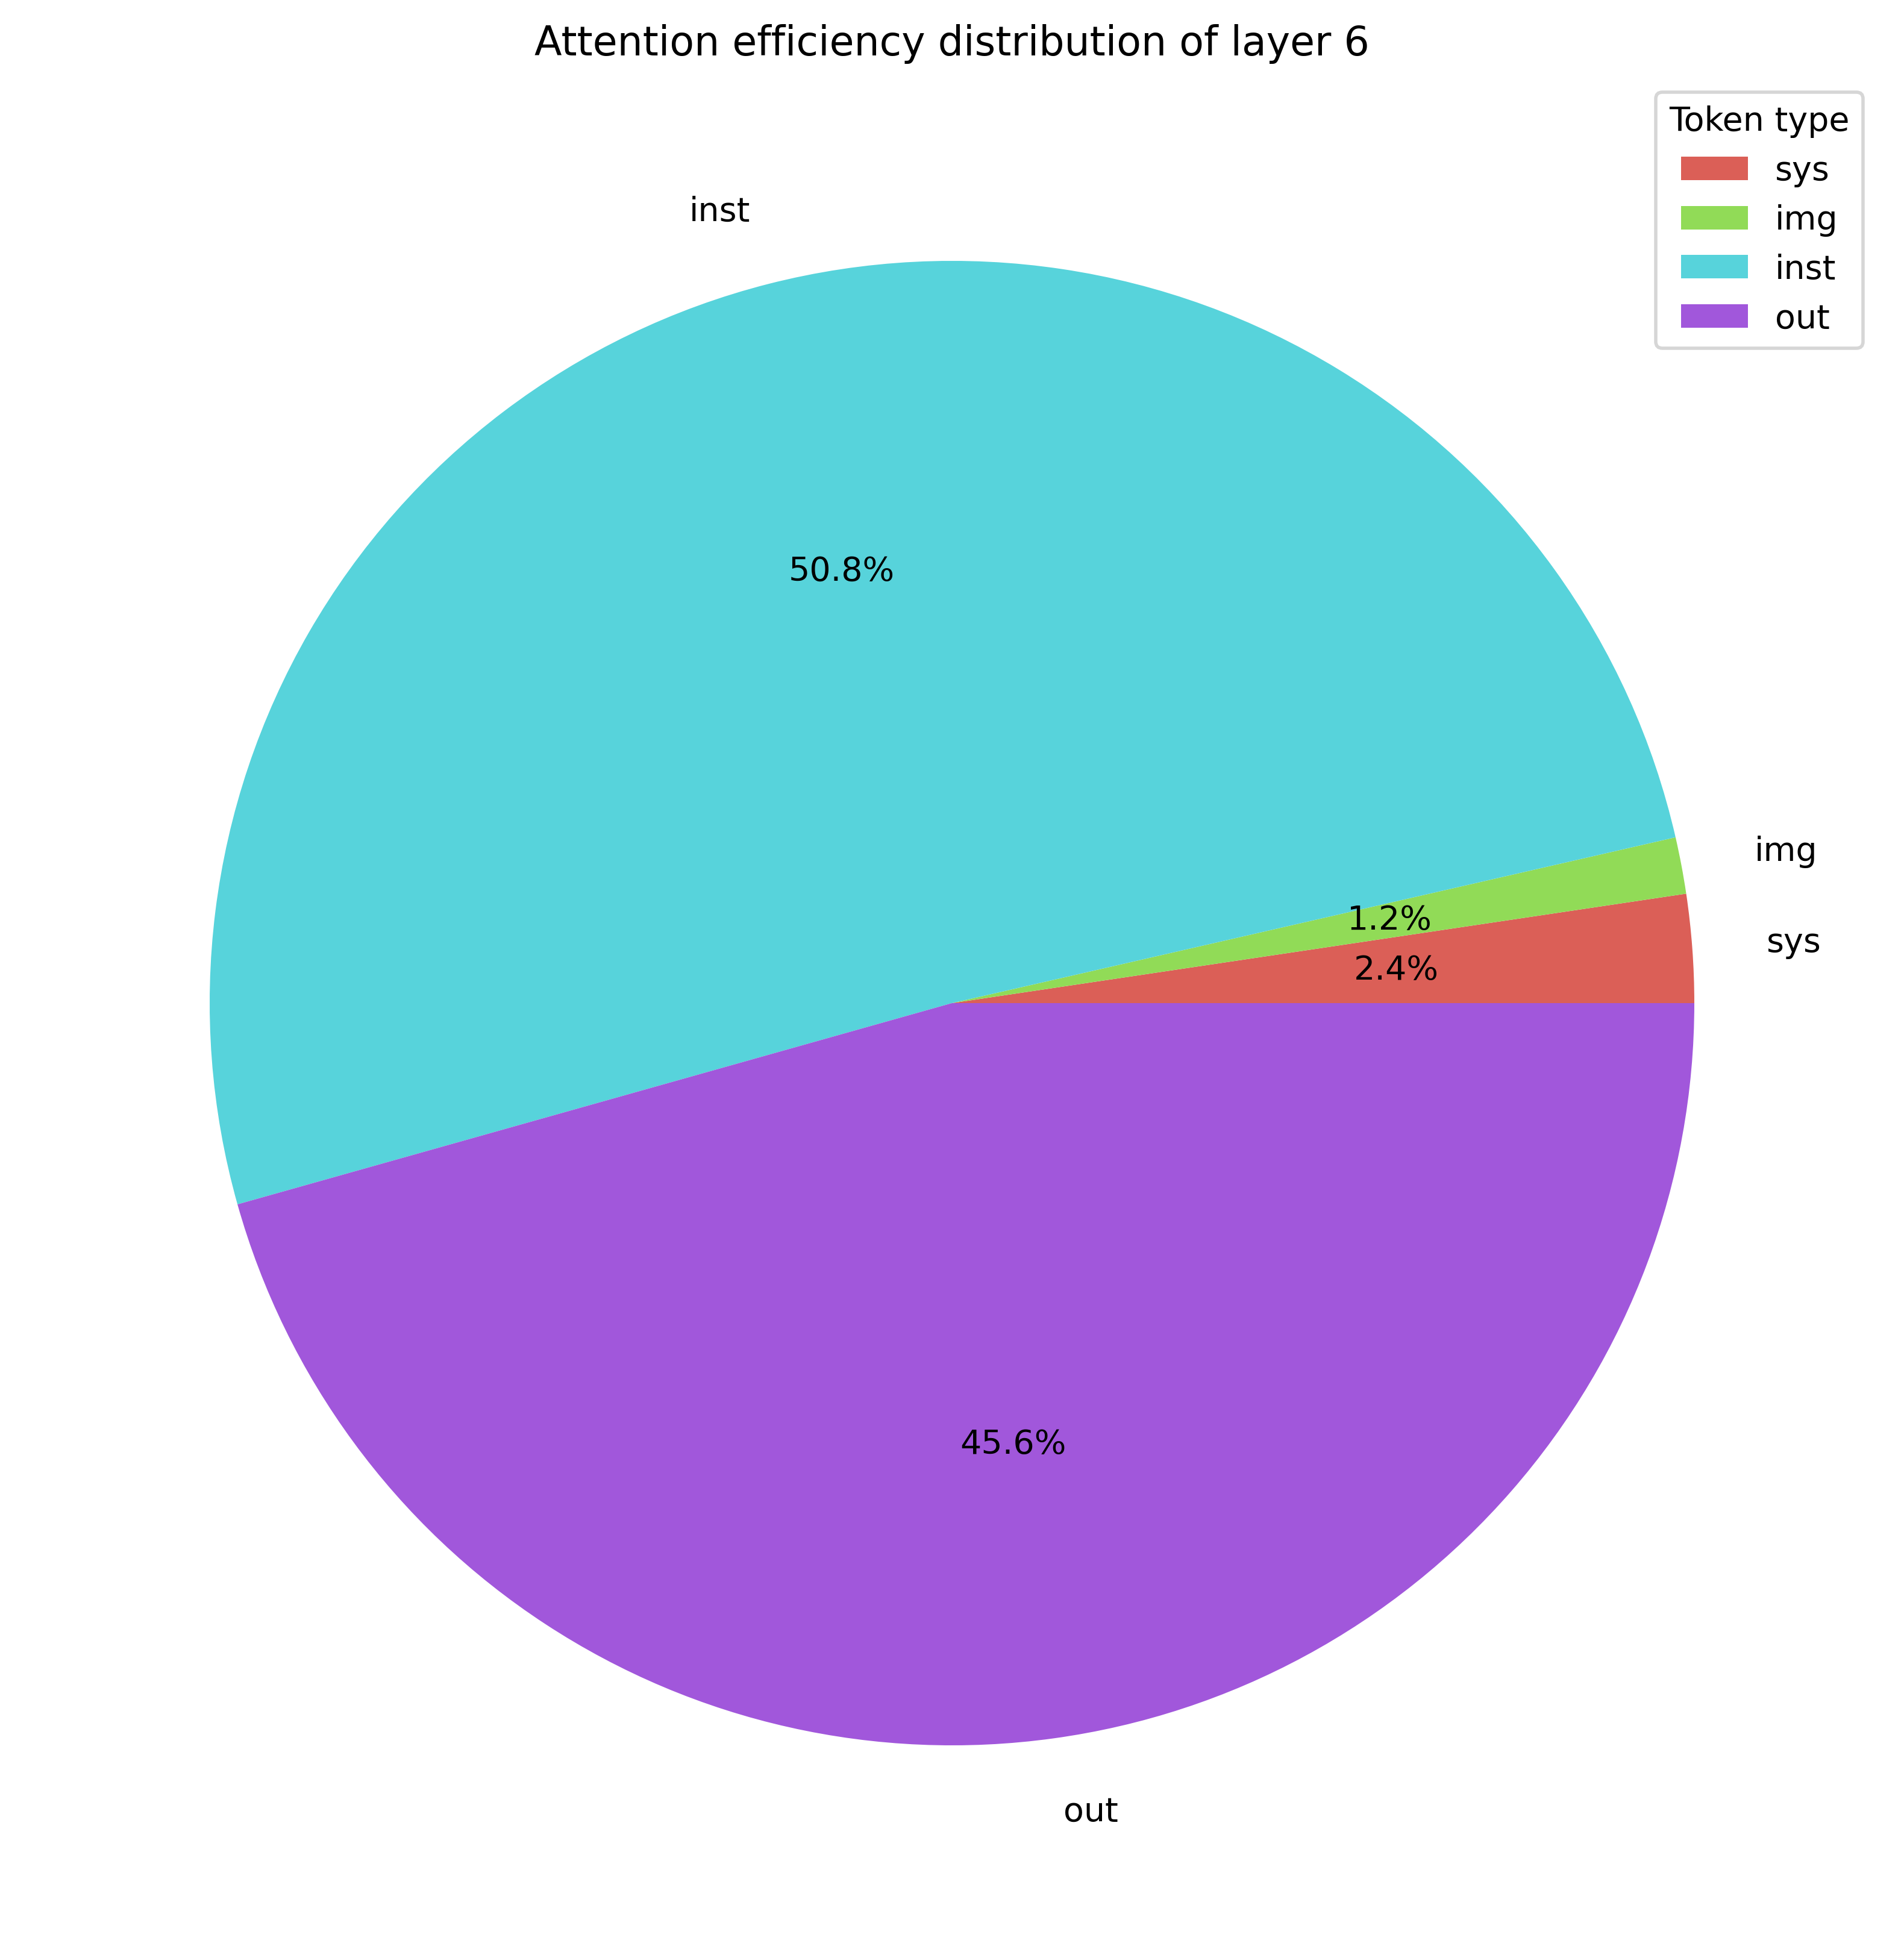 Attention efficiency distribution of layer 6
Token type
sys
img
inst
out
inst
50.8%
img
1.2%
sys
2.4%
45.6%
out